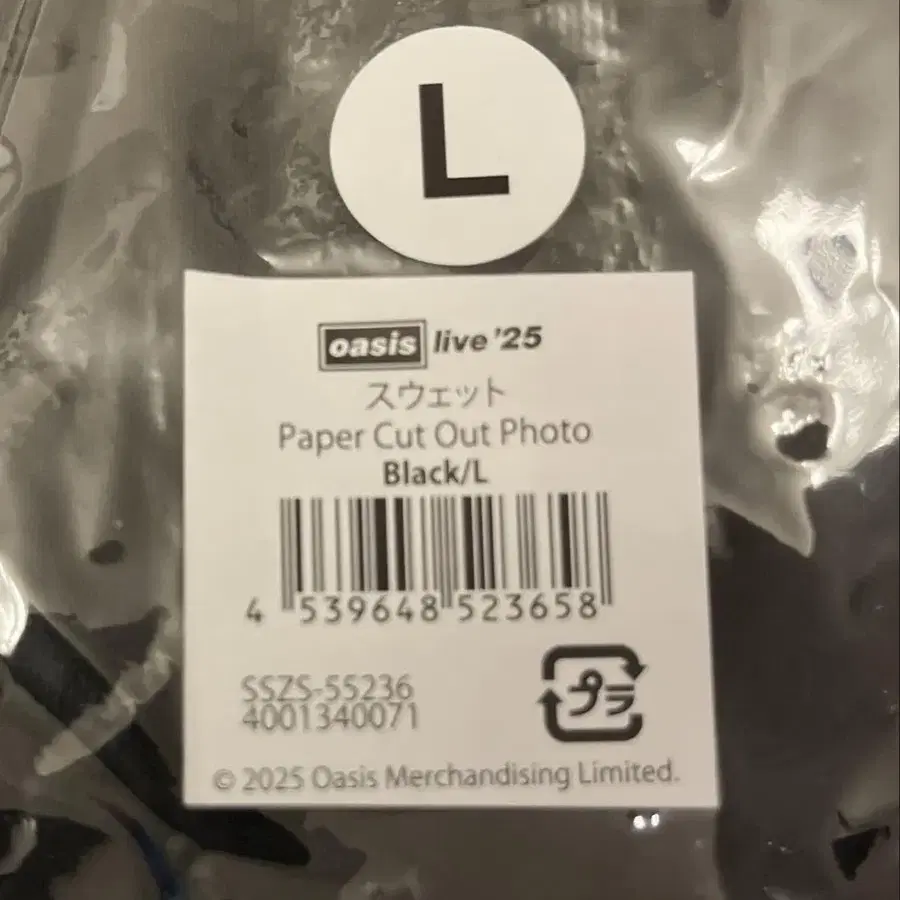 L
oasis live '25
スウェット
Paper Cut Out Photo
Black/L
4 539648 523658
SSZS-55236
4001340071
プラ
© 2025 Oasis Merchandising Limited.